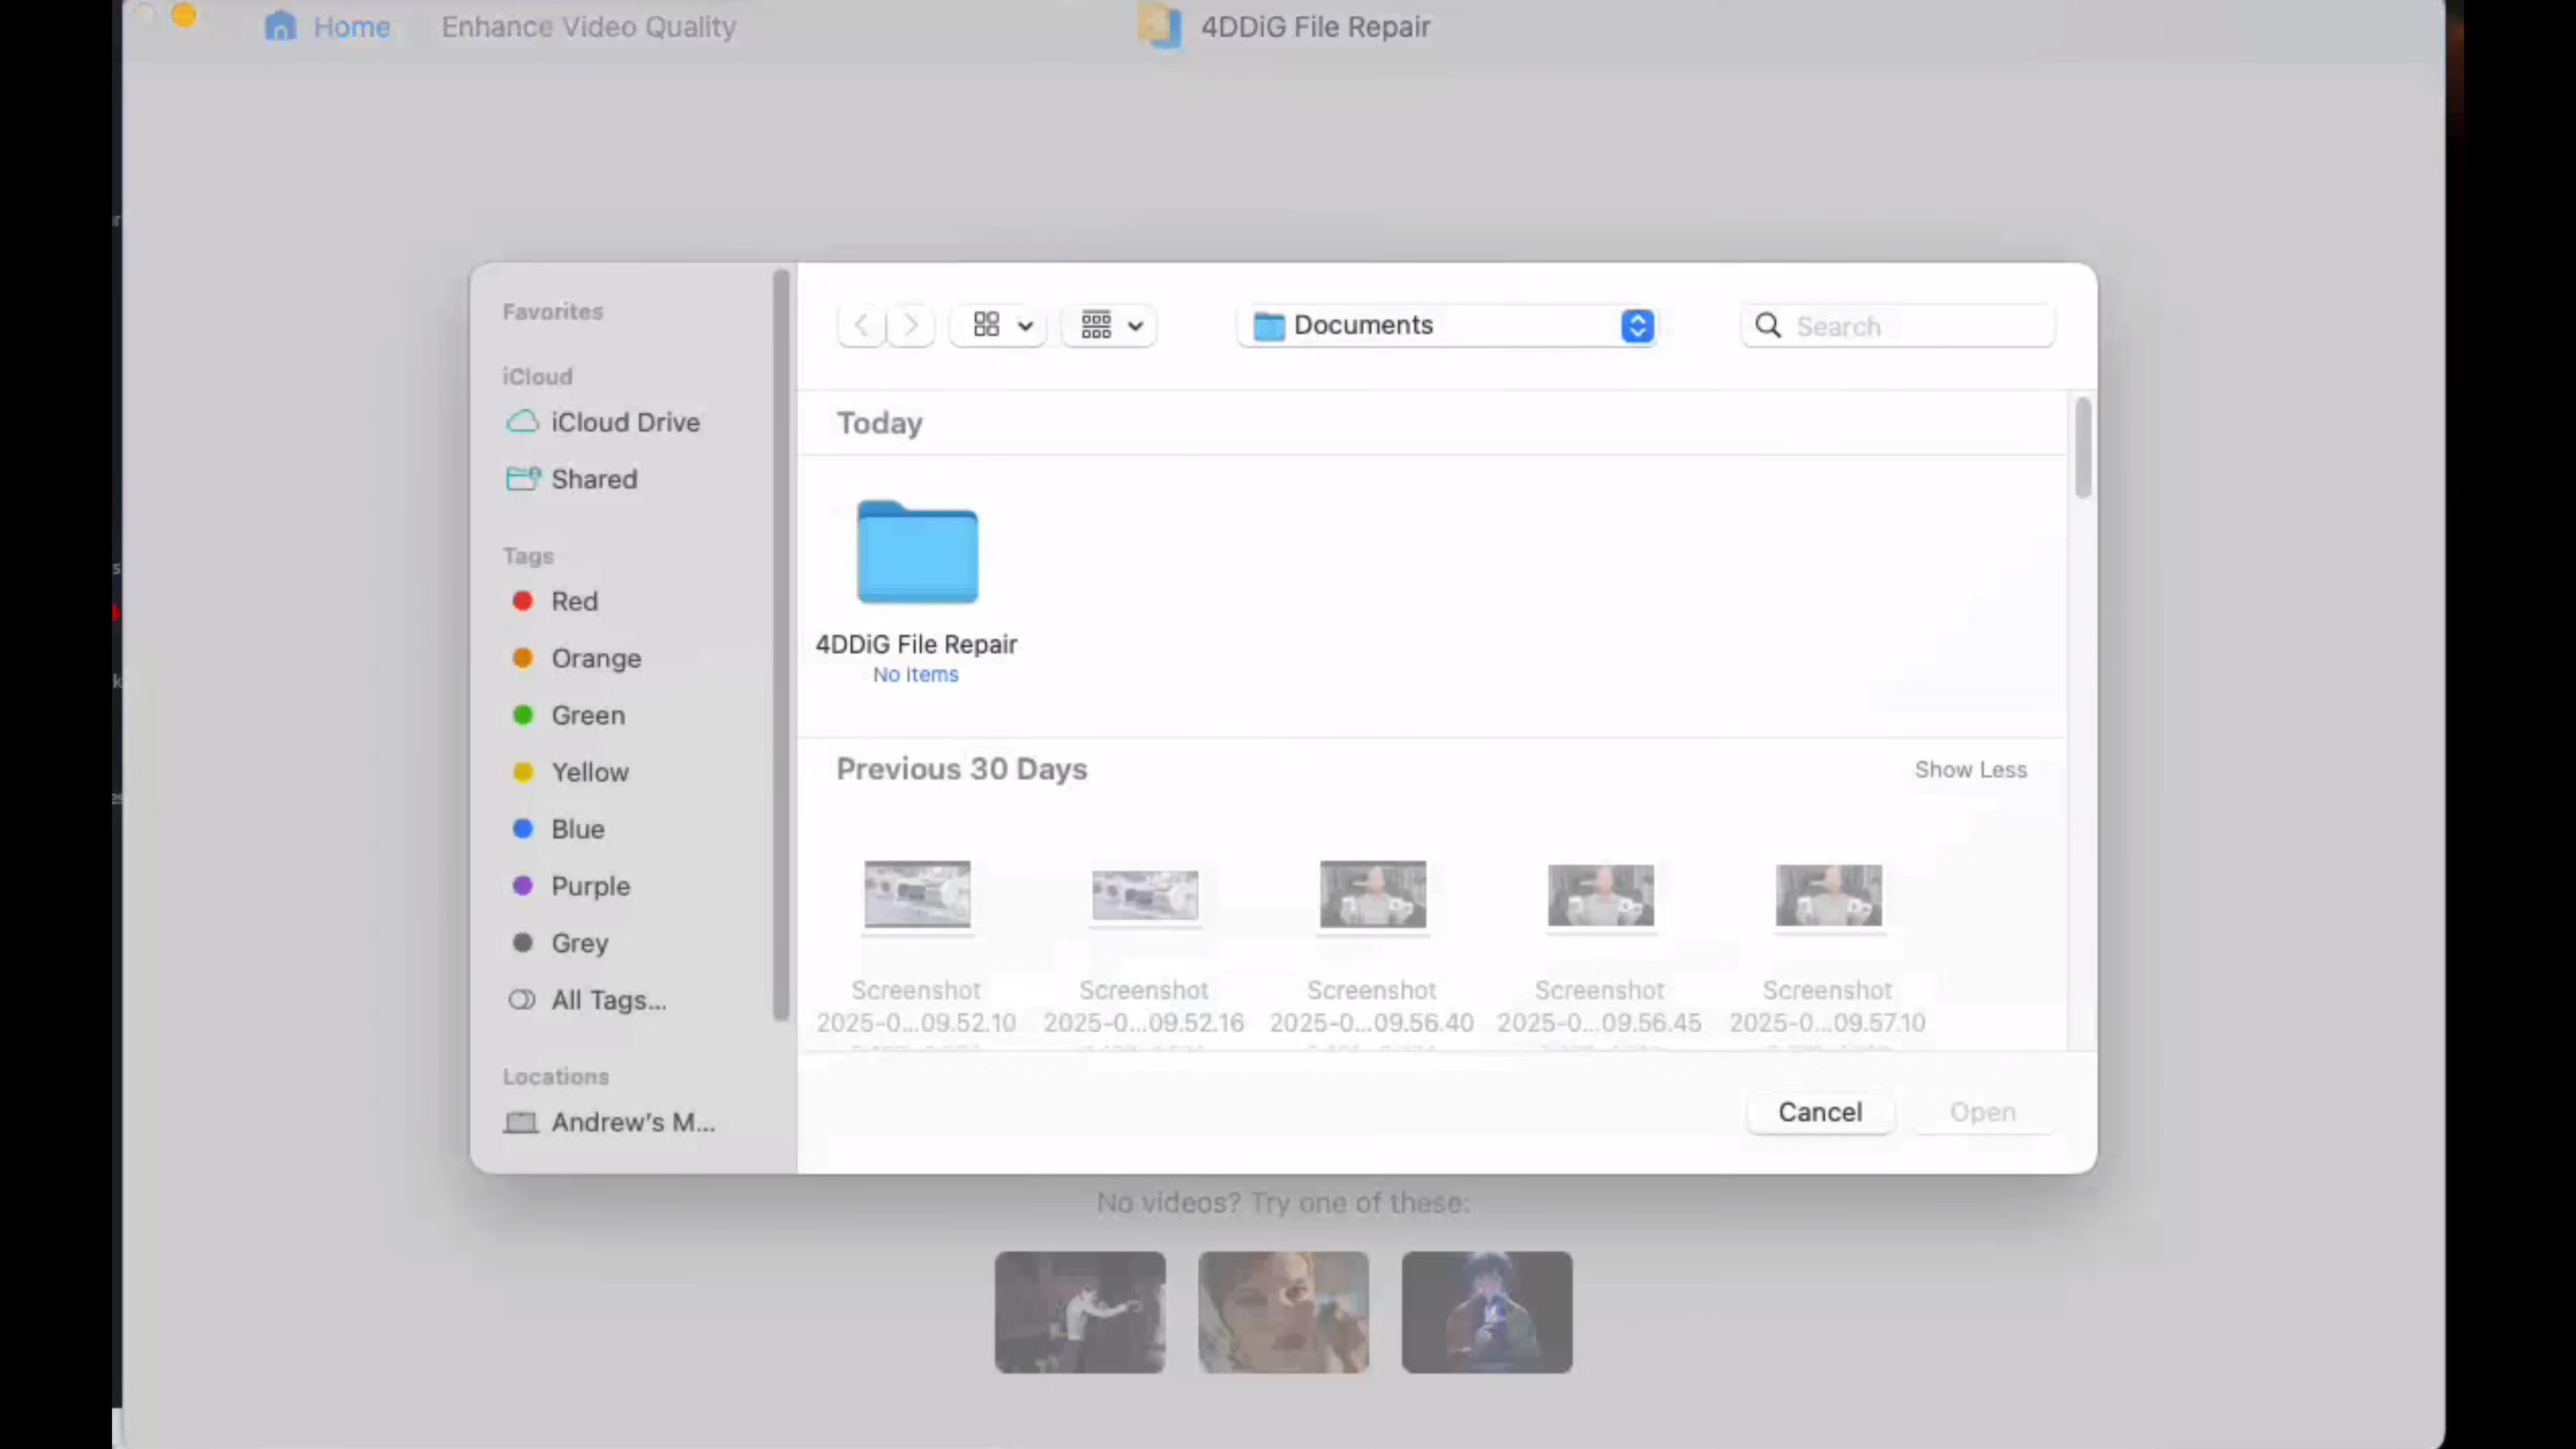 Home
Enhance Video Quality
4DDiG File Repair
Favorites
iCloud
iCloud Drive
Shared
Tags
Red
Orange
Green
Yellow
Blue
Purple
Grey
All Tags...
Locations
Andrew's M...
Documents
Search
Today
4DDiG File Repair
No items
Previous 30 Days
Show Less
Screenshot
2025-0...09.52.10
Screenshot
2025-0...09.52.16
Screenshot
2025-0...09.56.40
Screenshot
2025-0...09.56.45
Screenshot
2025-0...09.57.10
Cancel
Open
No videos? Try one of these: